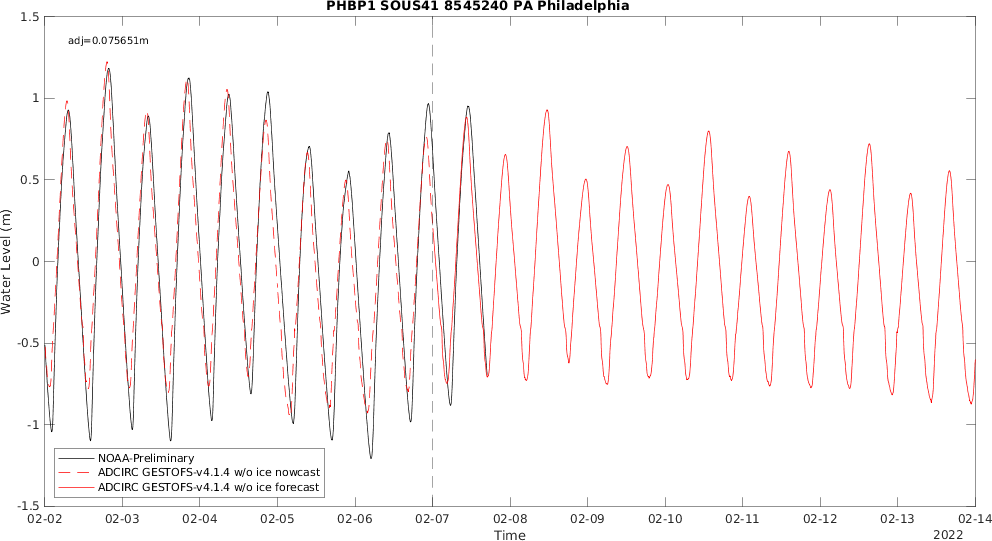 PHBP1 SOUS41 8545240 PA Philadelphia
adj=0.075651m
1.5
1
0.5
0
-0.5
-1
-1.5
Water Level (m)
NOAA-Preliminary
ADCIRC GESTOFS-v4.1.4 w/o ice nowcast
ADCIRC GESTOFS-v4.1.4 w/o ice forecast
02-02 02-03 02-04 02-05 02-06 02-07 02-08 02-09 02-10 02-11 02-12 02-13 02-14
Time
2022